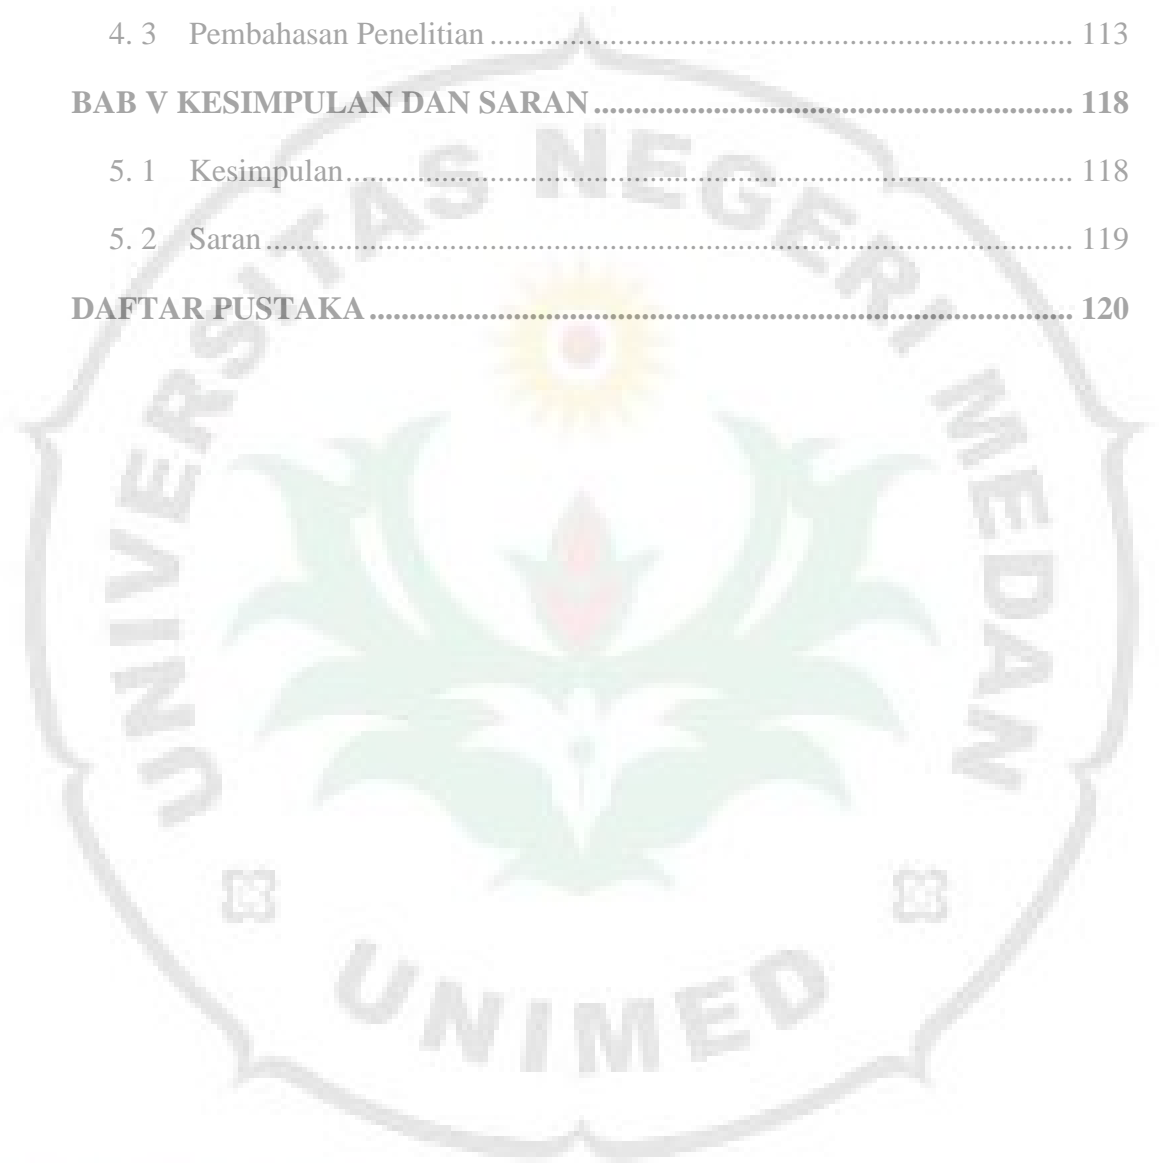 4. 3 Pembahasan Penelitian ........................................................................ 113
BAB V KESIMPULAN DAN SARAN ............................................................ 118
5. 1 Kesimpulan .......................................................................................... 118
5. 2 Saran .................................................................................................... 119
DAFTAR PUSTAKA ........................................................................................ 120
UNIVERSITAS NEGERI MEDAN
UNIMED